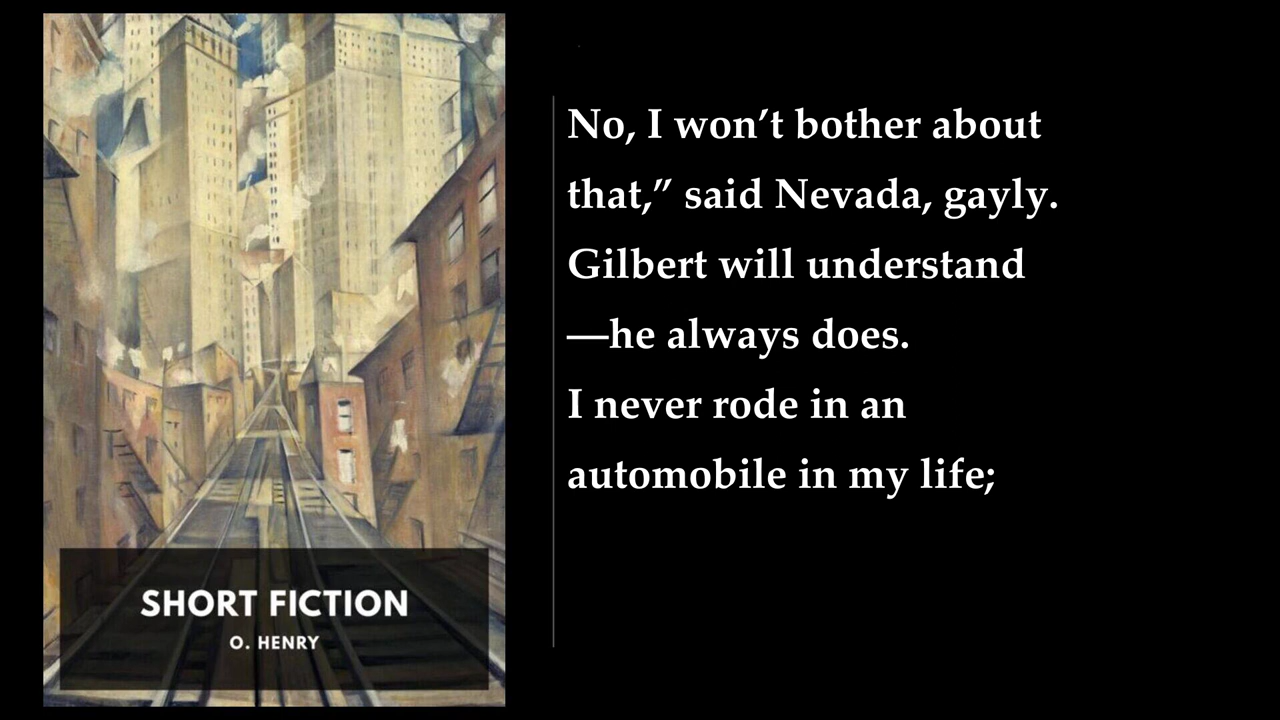 SHORT FICTION
O. HENRY
No, I won’t bother about
that,” said Nevada, gayly.
Gilbert will understand
—he always does.
I never rode in an
automobile in my life;